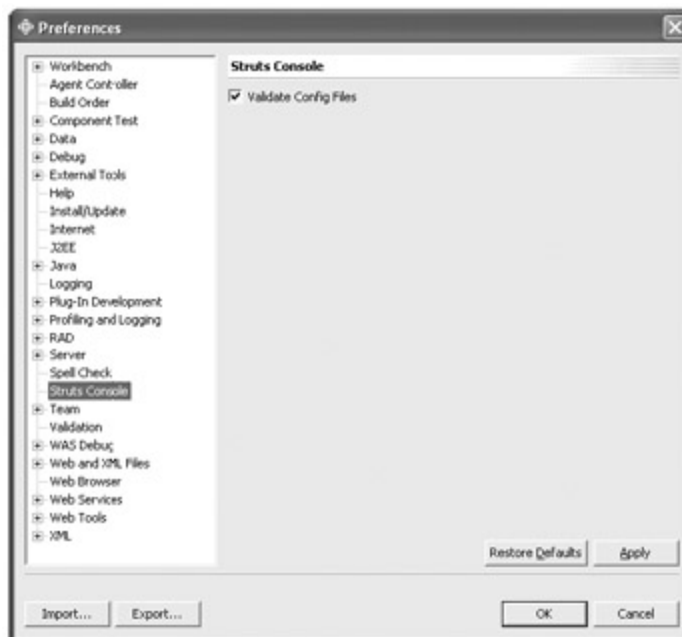 Preferences
Workbench
Agent Controller
Build Order
Component Test
Data
Debug
External Tools
Help
Install/Update
Internet
J2EE
Java
Logging
Plug-In Development
Profiling and Logging
RAD
Server
Spell Check
Struts Console
Team
Validation
WAS Debug
Web and XML Files
Web Browser
Web Services
Web Tools
XML
Struts Console
Validate Config Files
Restore Defaults
Apply
Import...
Export...
OK
Cancel